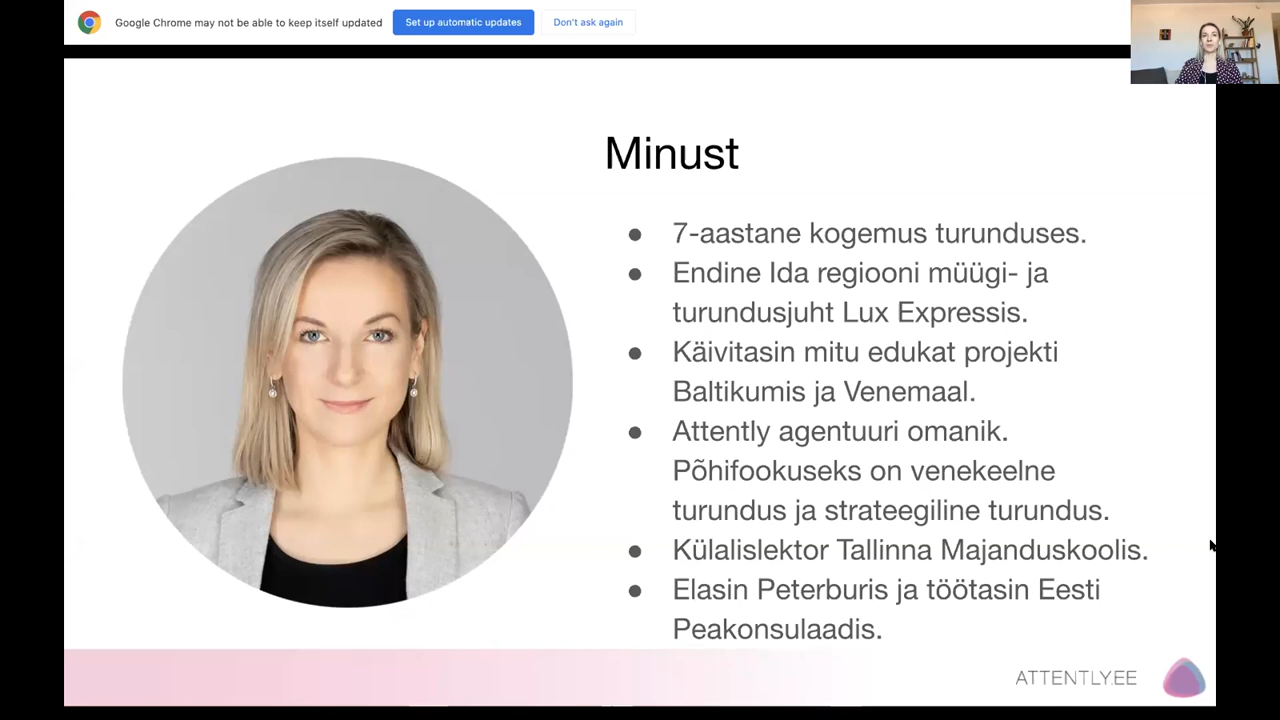 Google Chrome may not be able to keep itself updated
Set up automatic updates
Don't ask again
Minust
● 7-aastane kogemus turunduses.
● Endine Ida regiooni müügi- ja
turundusjuht Lux Expressis.
● Käivitasin mitu edukat projekti
Baltikumis ja Venemaal.
● Attently agentuuri omanik.
Põhifookuseks on venekeelne
turundus ja strateegiline turundus.
● Külalislektor Tallinna Majanduskoolis.
● Elasin Peterburis ja töötasin Eesti
Peakonsulaadis.
ATTENTLY.EE